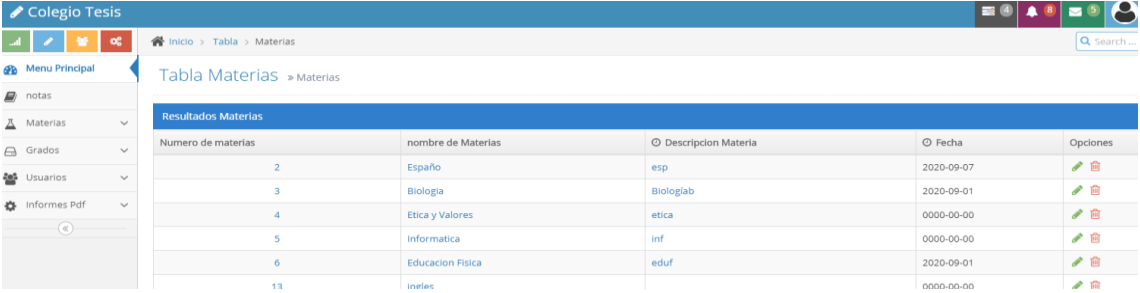 Colegio Tesis
4
8
5
Inicio > Tabla > Materias
Search ...
Menu Principal
notas
Materias
Grados
Usuarios
Informes Pdf
Tabla Materias » Materias
Resultados Materias
Numero de materias nombre de Materias Descripcion Materia Fecha Opciones
2 Españo esp 2020-09-07
3 Biologia Biologíab 2020-09-01
4 Etica y Valores etica 0000-00-00
5 Informatica inf 0000-00-00
6 Educacion Fisica eduf 2020-09-01
13 ingles 0000-00-00